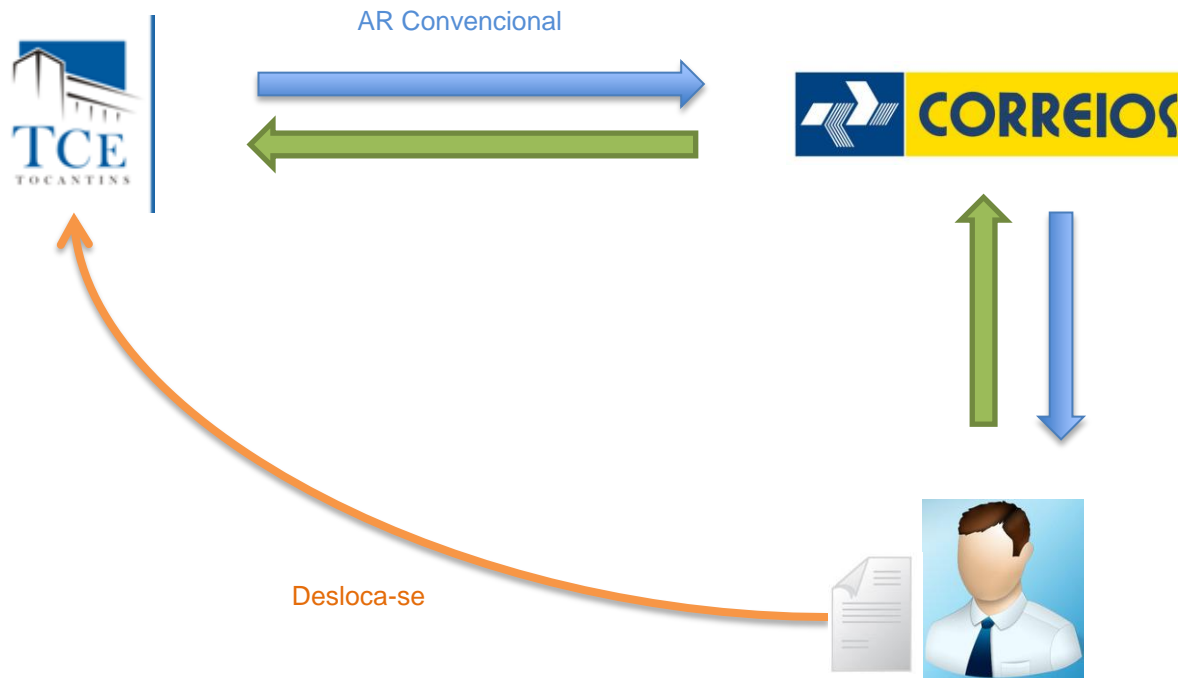 AR Convencional
TCE
TOCANTINS
CORREIOS
Desloca-se